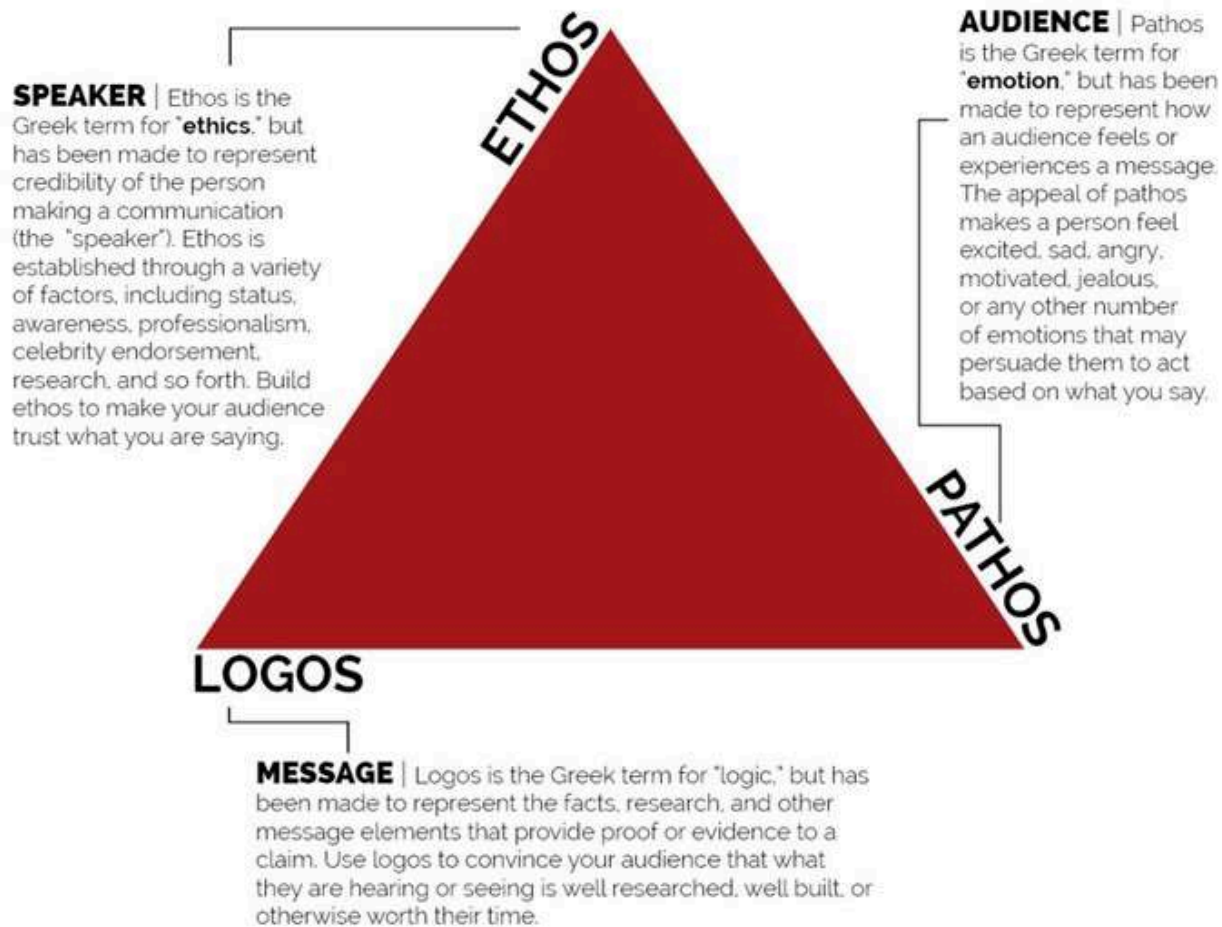 ETHOS
SPEAKER | Ethos is the
Greek term for "ethics," but
has been made to represent
credibility of the person
making a communication
(the "speaker"). Ethos is
established through a variety
of factors, including status,
awareness, professionalism,
celebrity endorsement,
research, and so forth. Build
ethos to make your audience
trust what you are saying.
AUDIENCE | Pathos
is the Greek term for
"emotion," but has been
made to represent how
an audience feels or
experiences a message.
The appeal of pathos
makes a person feel
excited, sad, angry,
motivated, jealous,
or any other number
of emotions that may
persuade them to act
based on what you say.
PATHOS
LOGOS
MESSAGE | Logos is the Greek term for "logic," but has
been made to represent the facts, research, and other
message elements that provide proof or evidence to a
claim. Use logos to convince your audience that what
they are hearing or seeing is well researched, well built, or
otherwise worth their time.